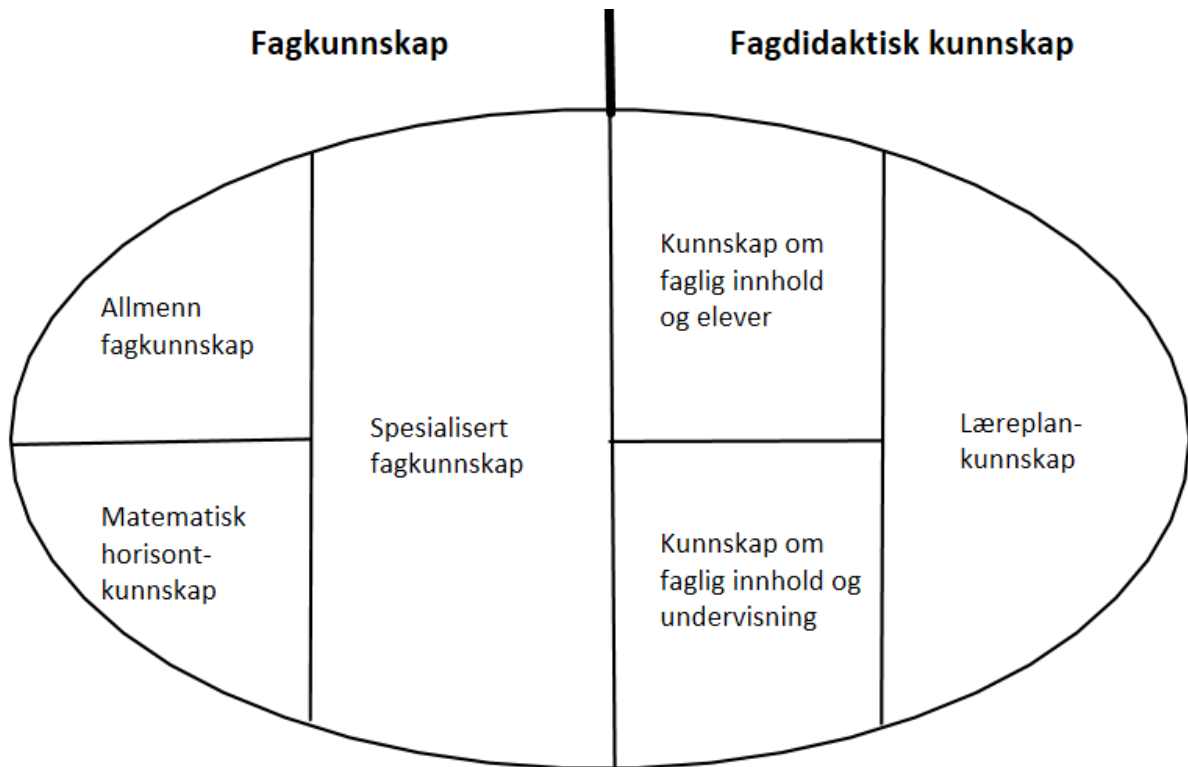 Fagkunnskap
Fagdidaktisk kunnskap
Allmenn
fagkunnskap
Matematisk
horisont-
kunnskap
Spesialisert
fagkunnskap
Kunnskap om
faglig innhold
og elever
Kunnskap om
faglig innhold og
undervisning
Læreplan-
kunnskap